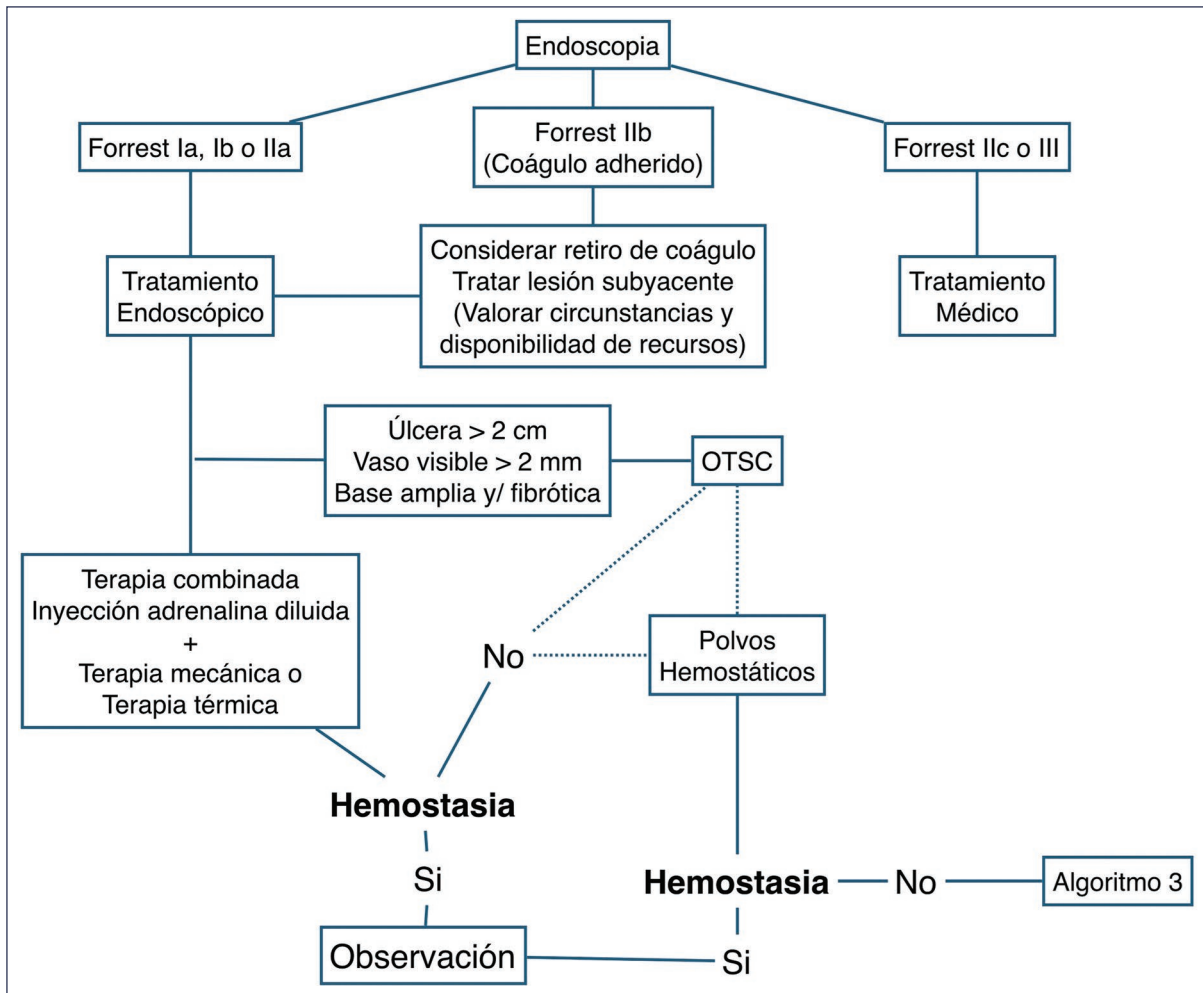 Endoscopia
Forrest Ia, Ib o IIa
Forrest IIb
(Coágulo adherido)
Forrest IIc o III
Tratamiento
Endoscópico
Considerar retiro de coágulo
Tratar lesión subyacente
(Valorar circunstancias y
disponibilidad de recursos)
Tratamiento
Médico
Úlcera > 2 cm
Vaso visible > 2 mm
Base amplia y/ fibrótica
OTSC
Terapia combinada
Inyección adrenalina diluida
+
Terapia mecánica o
Terapia térmica
No
Polvos
Hemostáticos
Hemostasia
Si
Observación
Hemostasia
No
Algoritmo 3
Si